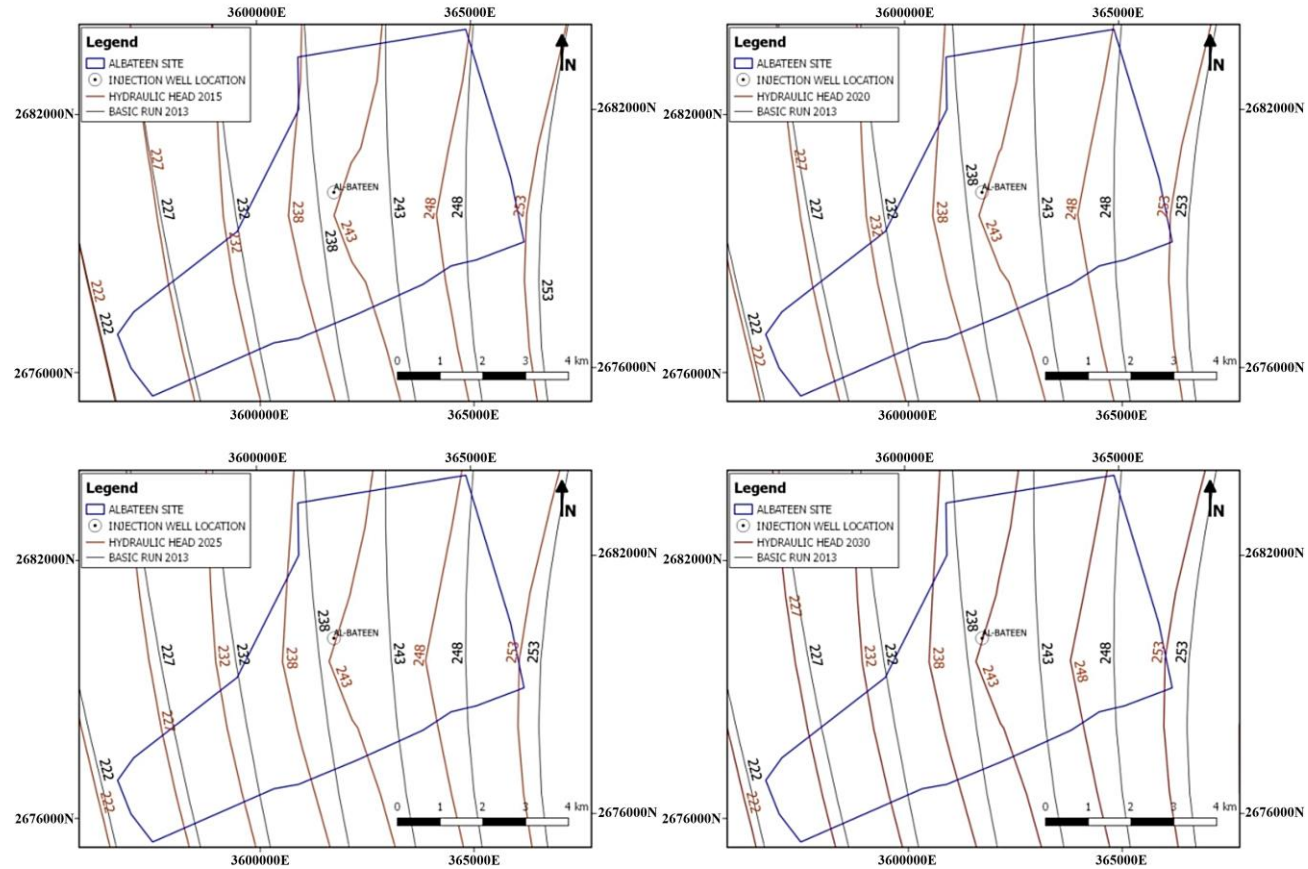 3600000E 365000E
Legend
ALBATEEN SITE
INJECTION WELL LOCATION
HYDRAULIC HEAD 2015
BASIC RUN 2013
N
2682000N 2682000N
227
227
232
232
238
238
AL-BATEEN
243
243
248
248
253
253
222
222
0 1 2 3 4 km
2676000N 2676000N
3600000E 365000E
3600000E 365000E
Legend
ALBATEEN SITE
INJECTION WELL LOCATION
HYDRAULIC HEAD 2020
BASIC RUN 2013
N
2682000N 2682000N
227
227
232
232
238
238
AL-BATEEN
243
243
248
248
253
253
222
222
0 1 2 3 4 km
2676000N 2676000N
3600000E 365000E
3600000E 365000E
Legend
ALBATEEN SITE
INJECTION WELL LOCATION
HYDRAULIC HEAD 2025
BASIC RUN 2013
N
2682000N 2682000N
227
227
232
232
238
238
AL-BATEEN
243
243
248
248
253
253
222
222
0 1 2 3 4 km
2676000N 2676000N
3600000E 365000E
3600000E 365000E
Legend
ALBATEEN SITE
INJECTION WELL LOCATION
HYDRAULIC HEAD 2030
BASIC RUN 2013
N
2682000N 2682000N
227
227
232
232
238
238
AL-BATEEN
243
243
248
248
253
253
222
222
0 1 2 3 4 km
2676000N 2676000N
3600000E 365000E